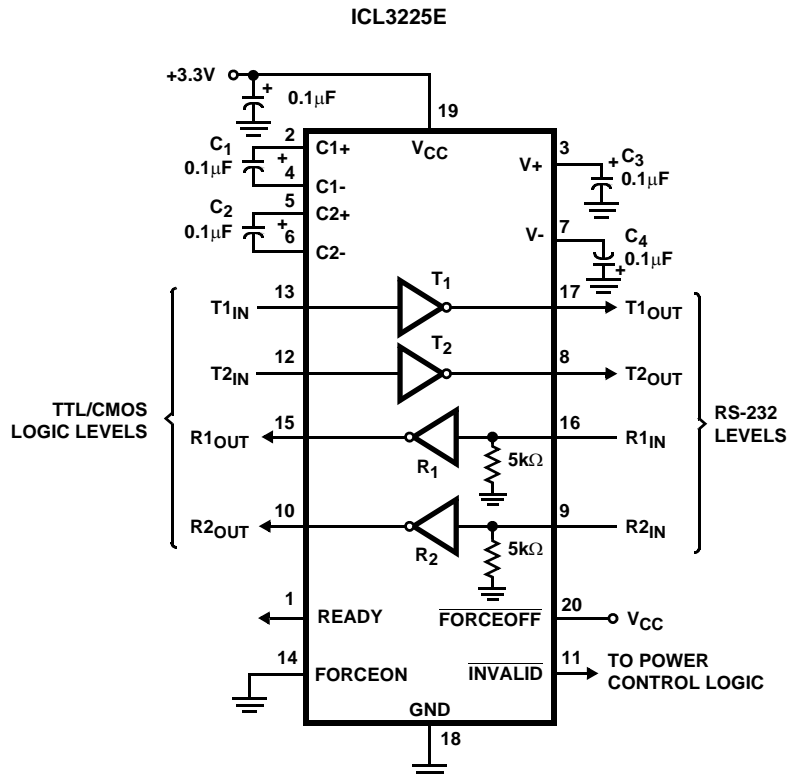 ICL3225E
+3.3V
+ 0.1µF
19
2
C1+
VCC
3
V+
+ C3
0.1µF
C1
0.1µF
+
4
C1-
5
C2+
C2
0.1µF
+
6
C2-
7
V-
C4
0.1µF
+
T1IN
13
T1
17
T1OUT
T2IN
12
T2
8
T2OUT
TTL/CMOS
LOGIC LEVELS
RS-232
LEVELS
R1OUT
15
R1
5kΩ
16
R1IN
R2OUT
10
R2
5kΩ
9
R2IN
1
READY
FORCEOFF
20
VCC
14
FORCEON
INVALID
11
TO POWER
CONTROL LOGIC
GND
18